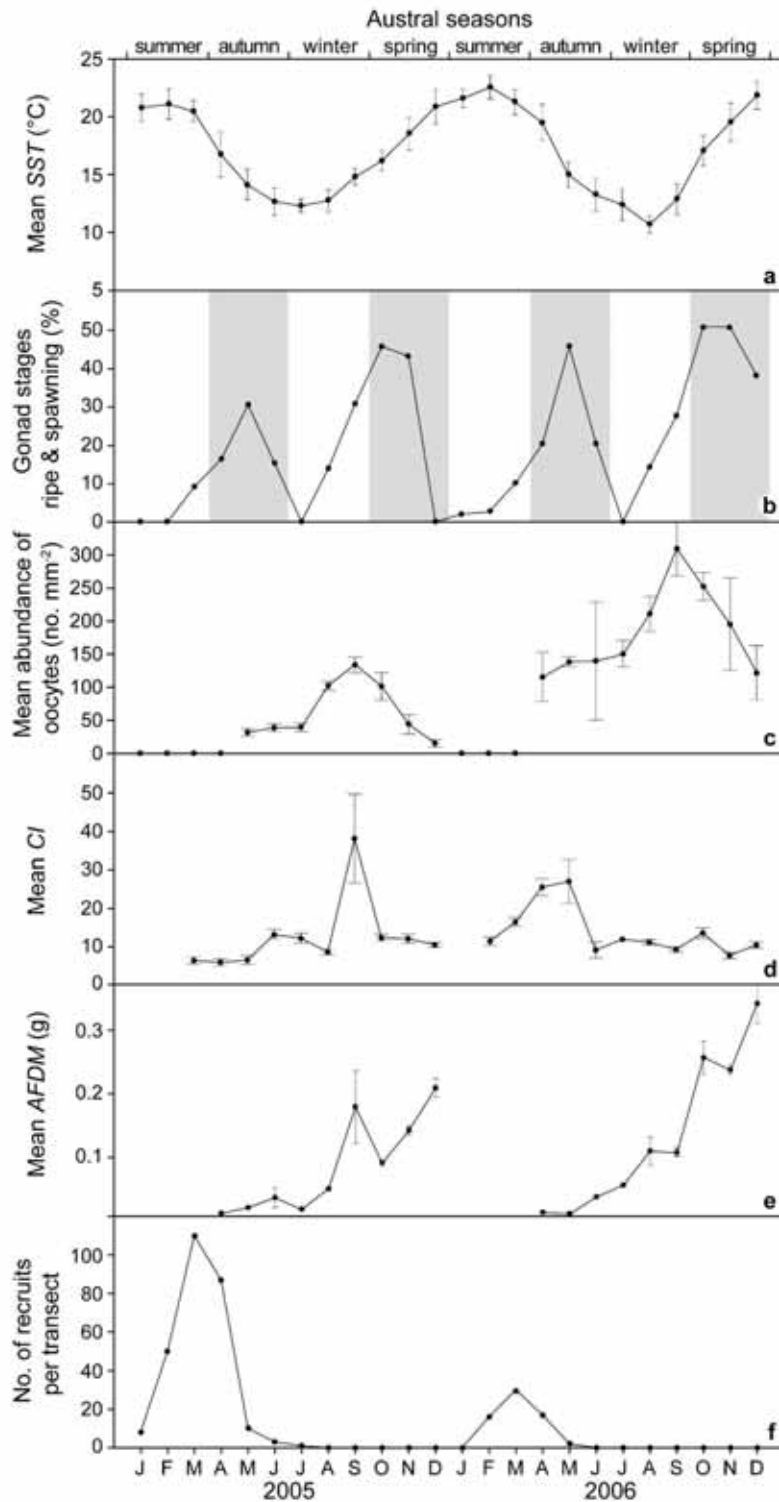 Austral seasons
summer autumn winter spring summer autumn winter spring
25
20
15
10
5
Mean SST (°C)
a
50
40
30
20
10
0
Gonad stages
ripe & spawning (%)
b
300
250
200
150
100
50
0
Mean abundance of
oocytes (no. mm-2)
c
50
40
30
20
10
0
Mean CI
d
0.3
0.2
0.1
Mean AFDM (g)
e
100
80
60
40
20
0
No. of recruits
per transect
f
J F M A M J J A S O N D J F M A M J J A S O N D
2005 2006